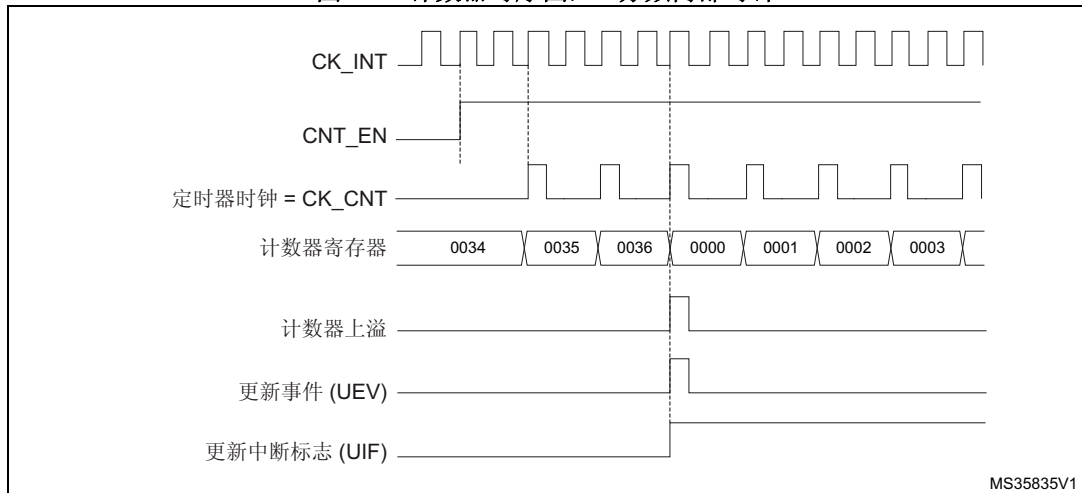 CK_INT
CNT_EN
定时器时钟 = CK_CNT
计数器寄存器 0034 0035 0036 0000 0001 0002 0003
计数器上溢
更新事件 (UEV)
更新中断标志 (UIF)
MS35835V1